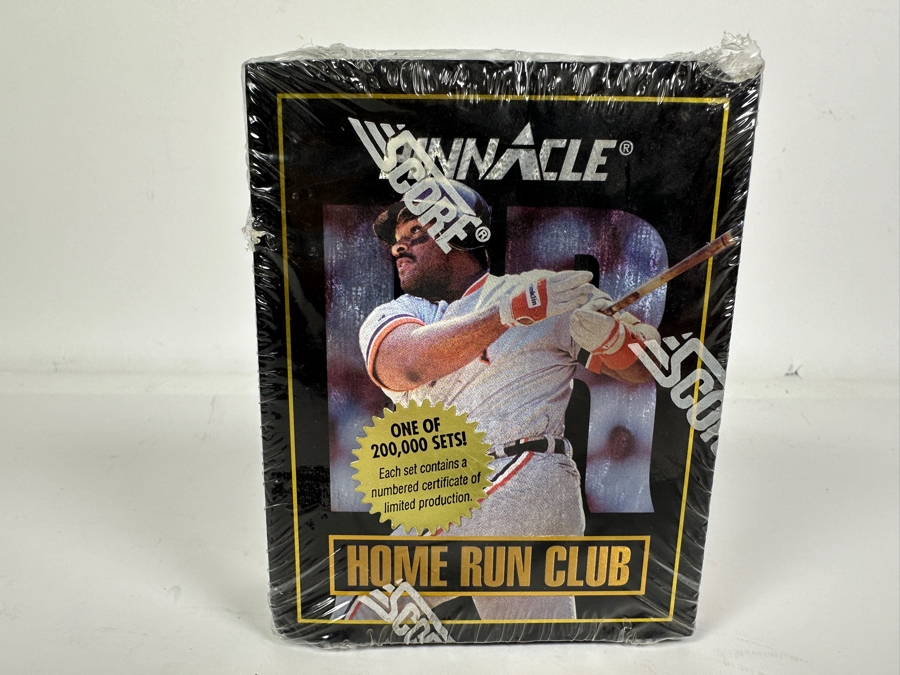 PINNACLE®
SCORE®
HR
SCORE
ONE OF
200,000 SETS!
Each set contains a
numbered certificate of
limited production.
HOME RUN CLUB
SCORE